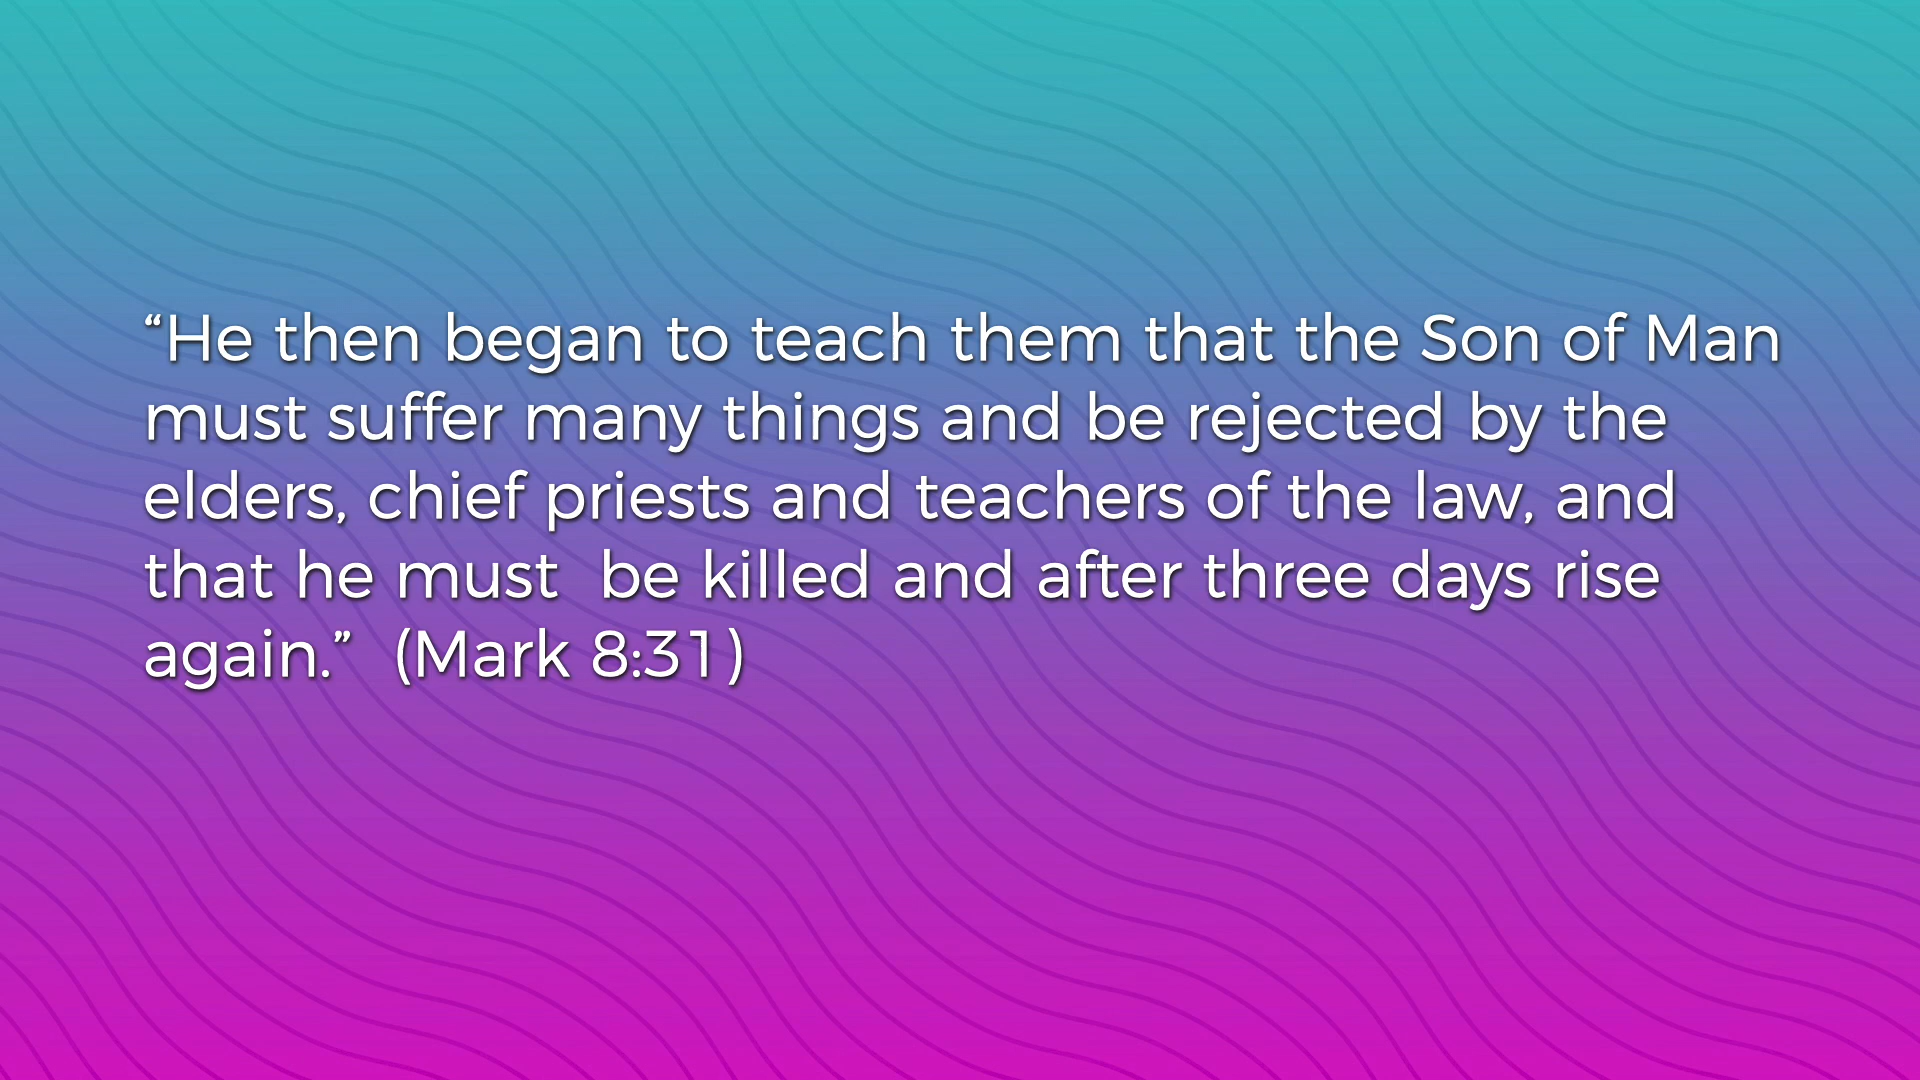 “He then began to teach them that the Son of Man
must suffer many things and be rejected by the
elders, chief priests and teachers of the law, and
that he must  be killed and after three days rise
again.”  (Mark 8:31)